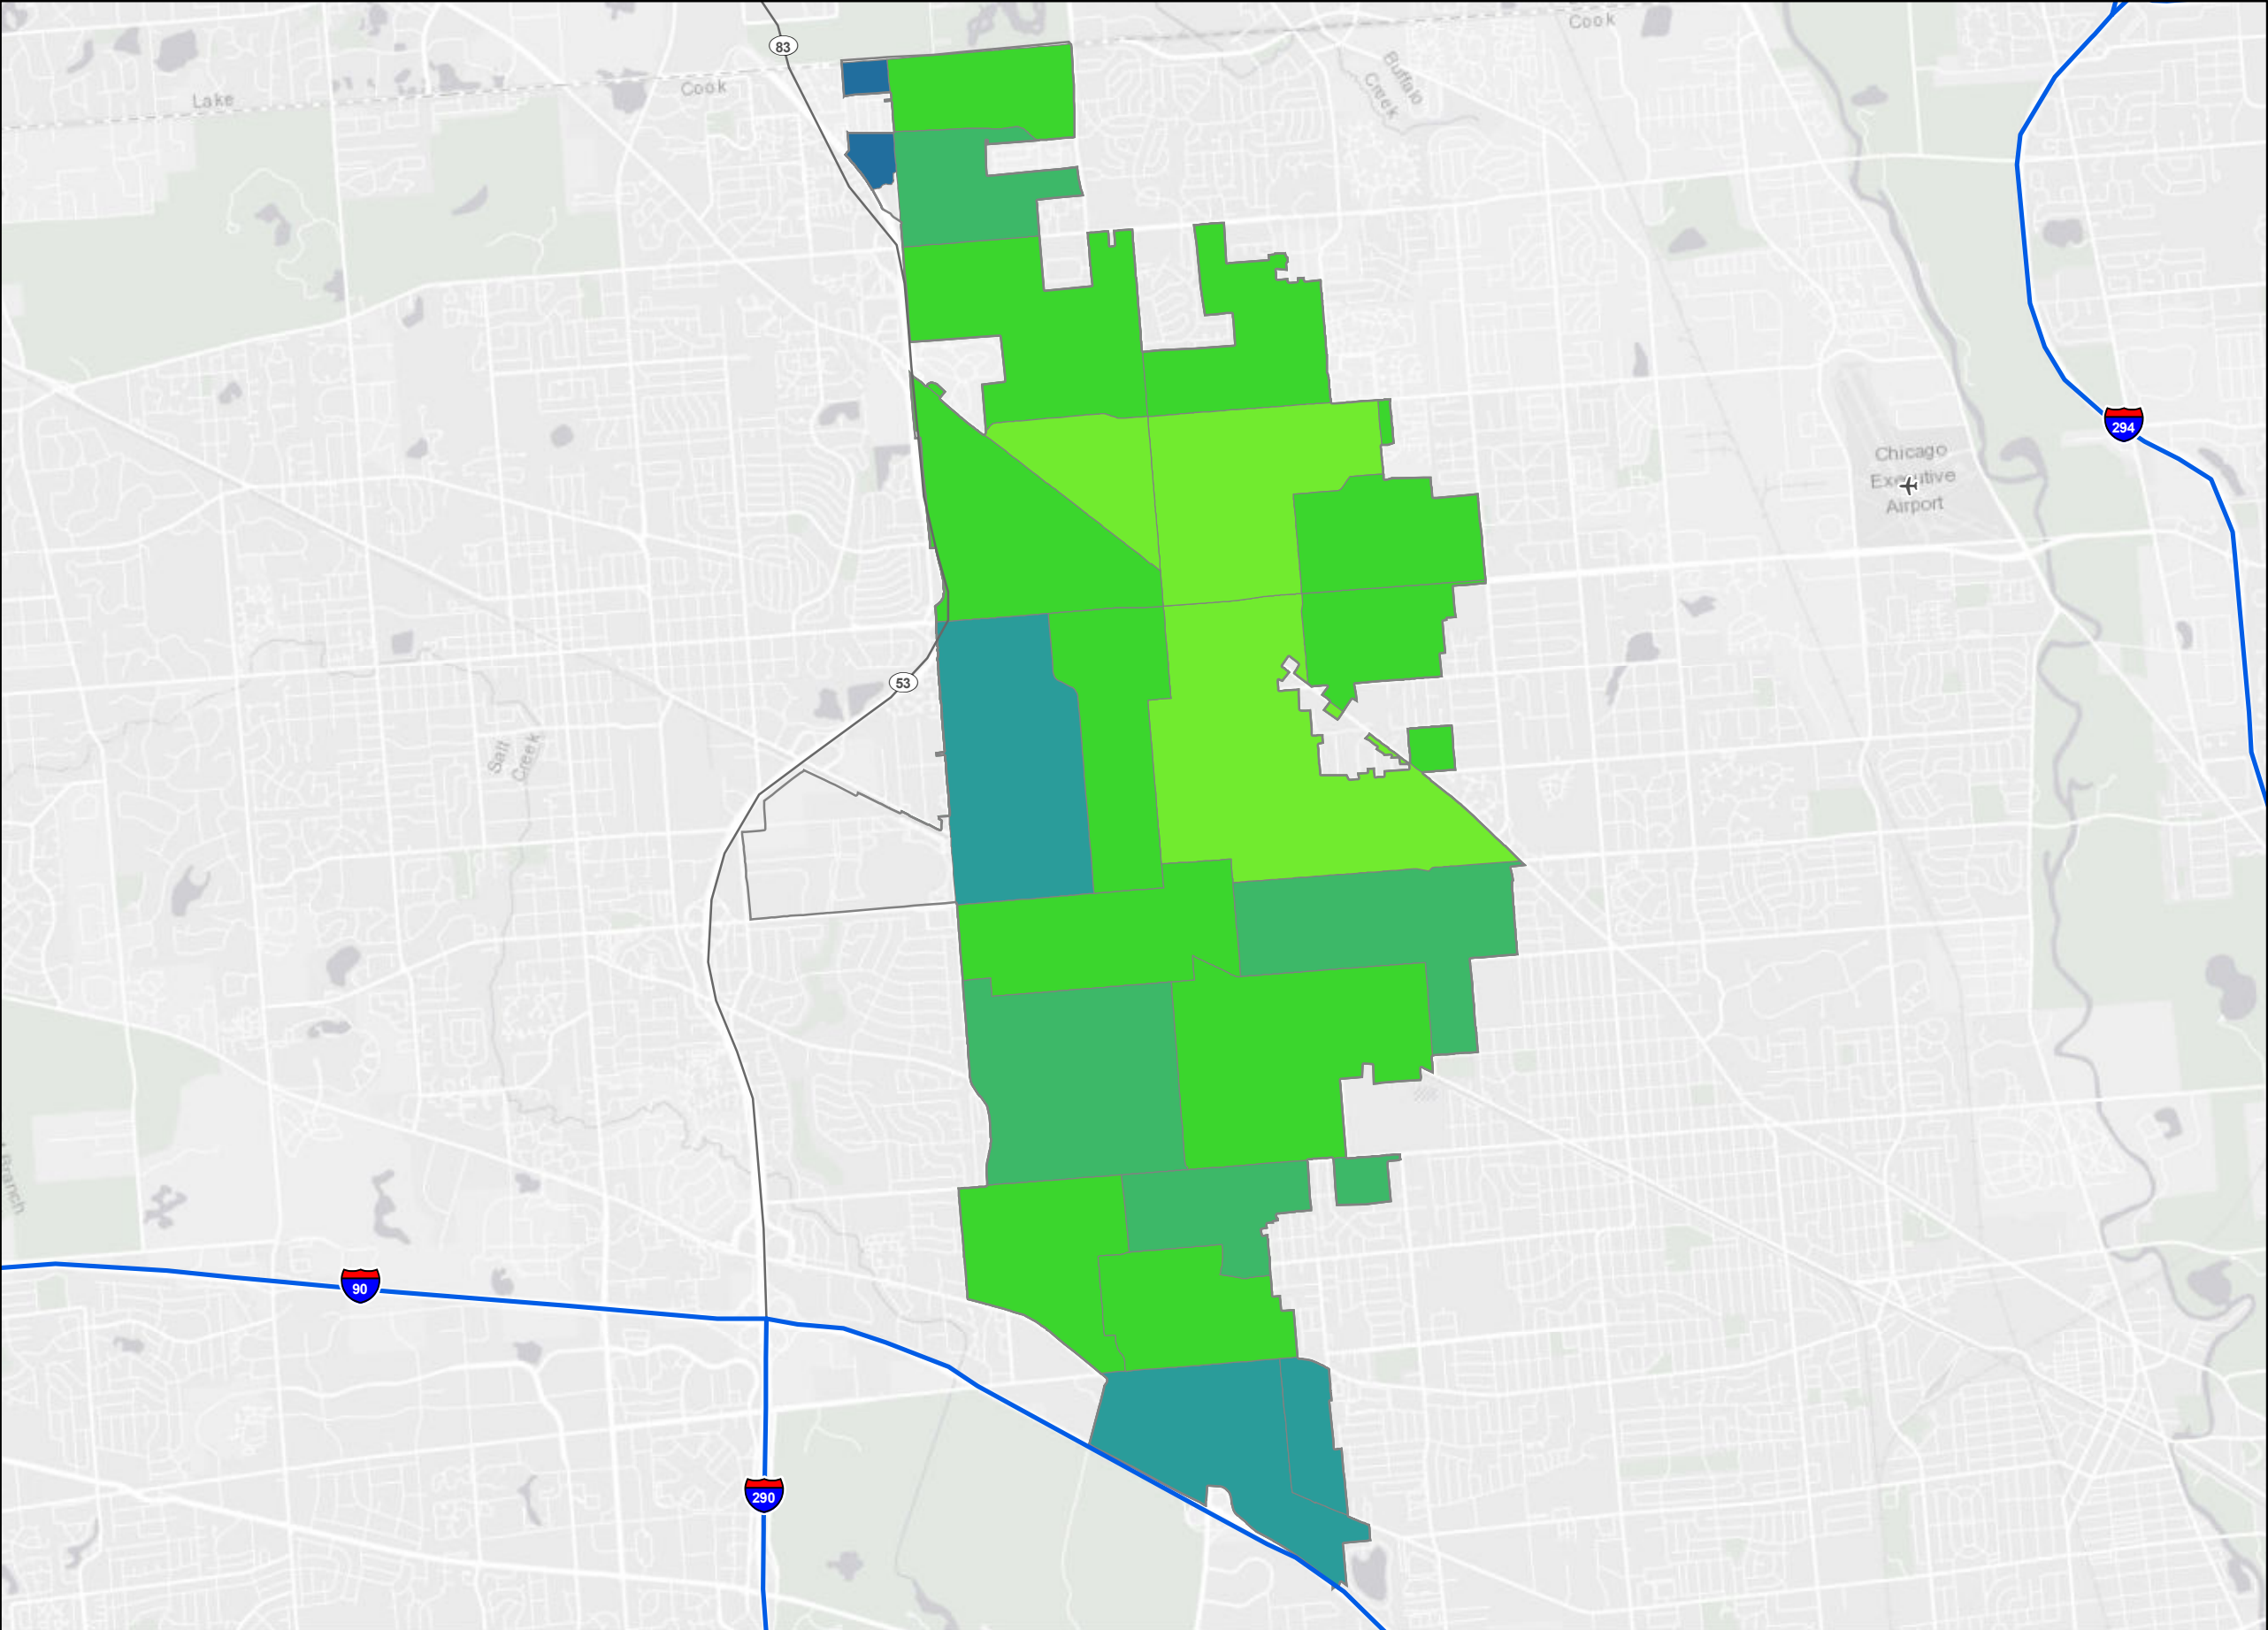 Cook
83
Lake
Cook
Buffalo
Creek
294
Chicago
Executive
Airport
53
Salt
Creek
Branch
90
290